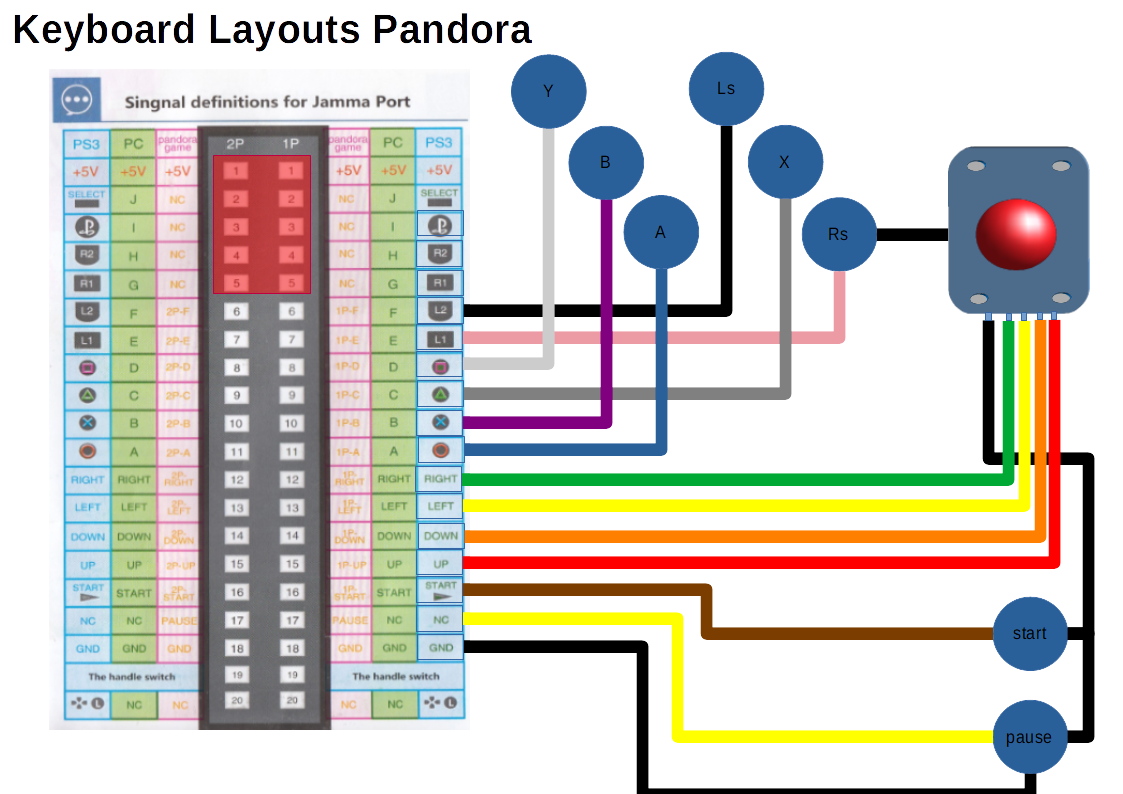 Keyboard Layouts Pandora
Singnal definitions for Jamma Port
PS3 PC pandora game 2P 1P pandora game PC PS3
+5V +5V +5V 1 1 +5V +5V +5V
SELECT J NC 2 2 NC J SELECT
I NC 3 3 NC I
R2 H NC 4 4 NC H R2
R1 G NC 5 5 NC G R1
L2 F 2P-F 6 6 1P-F F L2
L1 E 2P-E 7 7 1P-E E L1
D 2P-D 8 8 1P-D D
C 2P-C 9 9 1P-C C
B 2P-B 10 10 1P-B B
A 2P-A 11 11 1P-A A
RIGHT RIGHT 2P-RIGHT 12 12 1P-RIGHT RIGHT RIGHT
LEFT LEFT 2P-LEFT 13 13 1P-LEFT LEFT LEFT
DOWN DOWN 2P-DOWN 14 14 1P-DOWN DOWN DOWN
UP UP 2P-UP 15 15 1P-UP UP UP
START START 2P-START 16 16 1P-START START START
NC NC PAUSE 17 17 PAUSE NC NC
GND GND GND 18 18 GND GND GND
The handle switch 19 19 The handle switch
L NC NC 20 20 NC NC L
Y
Ls
B
X
A
Rs
start
pause